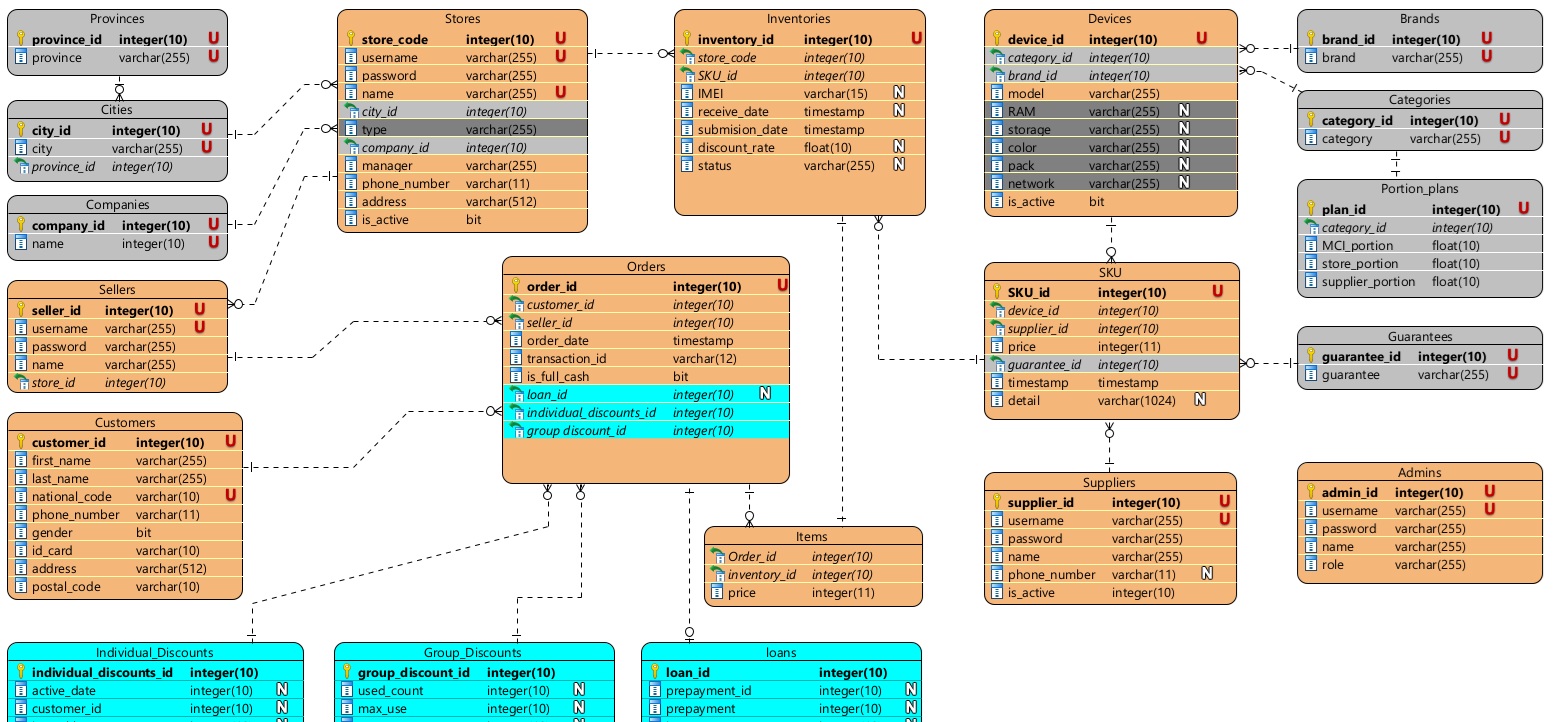 Provinces
province_id integer(10) U
province varchar(255) U
Cities
city_id integer(10) U
city varchar(255) U
province_id integer(10)
Companies
company_id integer(10) U
name integer(10) U
Sellers
seller_id integer(10) U
username varchar(255) U
password varchar(255)
name varchar(255)
store_id integer(10)
Customers
customer_id integer(10) U
first_name varchar(255)
last_name varchar(255)
national_code varchar(10) U
phone_number varchar(11)
gender bit
id_card varchar(10)
address varchar(512)
postal_code varchar(10)
Stores
store_code integer(10) U
username varchar(255) U
password varchar(255)
name varchar(255) U
city_id integer(10)
type varchar(255)
company_id integer(10)
manager varchar(255)
phone_number varchar(11)
address varchar(512)
is_active bit
Inventories
inventory_id integer(10) U
store_code integer(10)
SKU_id integer(10)
IMEI varchar(15) N
receive_date timestamp N
submision_date timestamp
discount_rate float(10) N
status varchar(255) N
Orders
order_id integer(10) U
customer_id integer(10)
seller_id integer(10)
order_date timestamp
transaction_id varchar(12)
is_full_cash bit
loan_id integer(10) N
individual_discounts_id integer(10)
group discount_id integer(10)
Items
Order_id integer(10)
inventory_id integer(10)
price integer(11)
Devices
device_id integer(10) U
category_id integer(10)
brand_id integer(10)
model varchar(255)
RAM varchar(255) N
storage varchar(255) N
color varchar(255) N
pack varchar(255) N
network varchar(255) N
is_active bit
SKU
SKU_id integer(10) U
device_id integer(10)
supplier_id integer(10)
price integer(11)
guarantee_id integer(10)
timestamp timestamp
detail varchar(1024) N
Suppliers
supplier_id integer(10) U
username varchar(255) U
password varchar(255)
name varchar(255)
phone_number varchar(11) N
is_active integer(10)
Brands
brand_id integer(10) U
brand varchar(255) U
Categories
category_id integer(10) U
category varchar(255) U
Portion_plans
plan_id integer(10) U
category_id integer(10)
MCI_portion float(10)
store_portion float(10)
supplier_portion float(10)
Guarantees
guarantee_id integer(10) U
guarantee varchar(255) U
Admins
admin_id integer(10) U
username varchar(255) U
password varchar(255)
name varchar(255)
role varchar(255)
Individual_Discounts
individual_discounts_id integer(10)
active_date integer(10) N
customer_id integer(10) N
Group_Discounts
group_discount_id integer(10)
used_count integer(10) N
max_use integer(10) N
loans
loan_id integer(10)
prepayment_id integer(10) N
prepayment integer(10) N